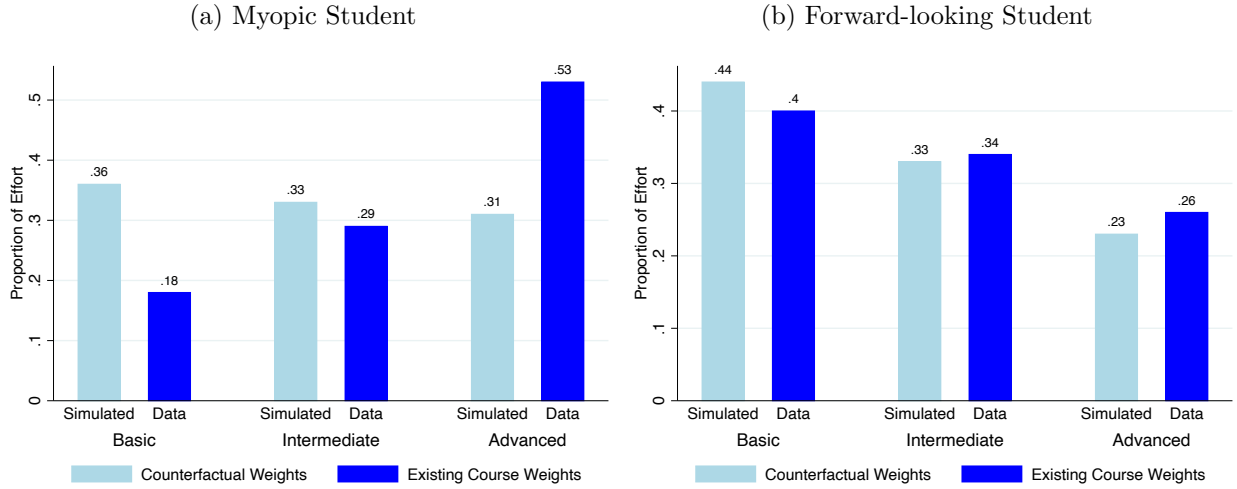 (a) Myopic Student
Proportion of Effort
0 .1 .2 .3 .4 .5
.36
.18
.33
.29
.31
.53
Simulated Data Simulated Data Simulated Data
Basic Intermediate Advanced
Counterfactual Weights Existing Course Weights
(b) Forward-looking Student
Proportion of Effort
0 .1 .2 .3 .4
.44
.4
.33
.34
.23
.26
Simulated Data Simulated Data Simulated Data
Basic Intermediate Advanced
Counterfactual Weights Existing Course Weights